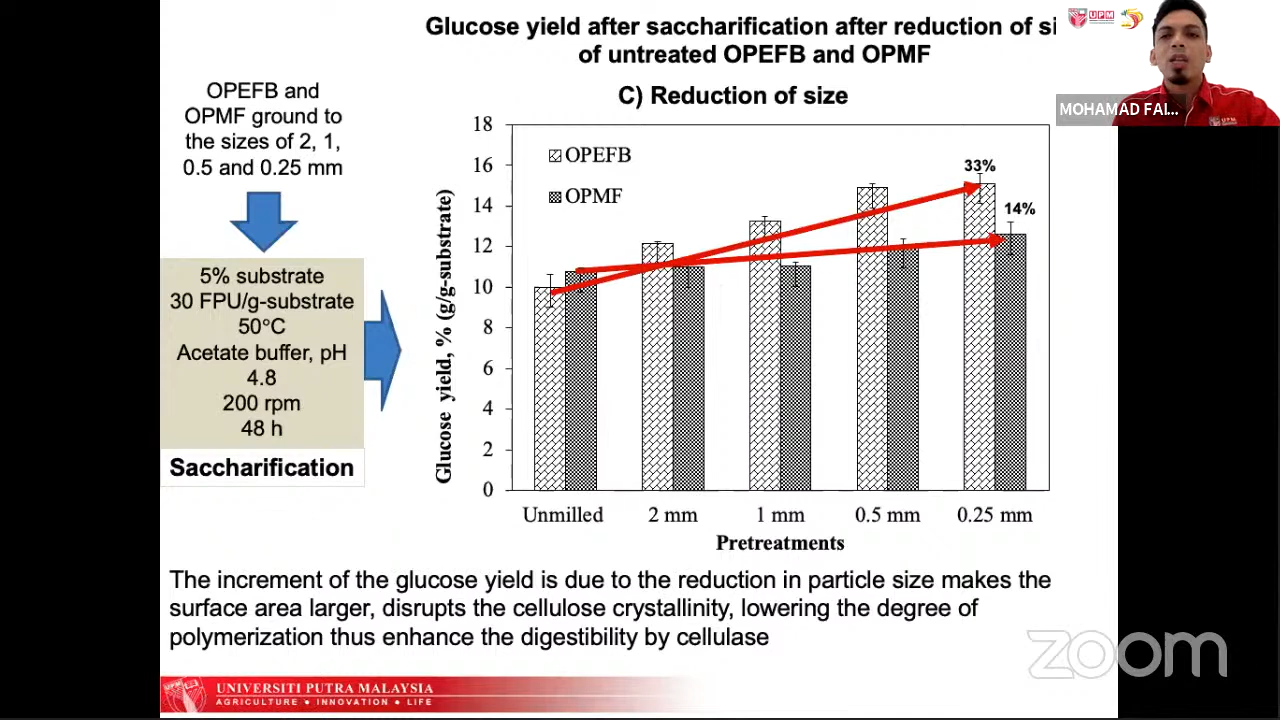 Glucose yield after saccharification after reduction of si
of untreated OPEFB and OPMF
C) Reduction of size
UPM
MOHAMAD FAI...
OPEFB and
OPMF ground to
the sizes of 2, 1,
0.5 and 0.25 mm
5% substrate
30 FPU/g-substrate
50°C
Acetate buffer, pH
4.8
200 rpm
48 h
Saccharification
Glucose yield, % (g/g-substrate)
18
16
14
12
10
8
6
4
2
0
OPEFB
OPMF
33%
14%
Unmilled 2 mm 1 mm 0.5 mm 0.25 mm
Pretreatments
The increment of the glucose yield is due to the reduction in particle size makes the
surface area larger, disrupts the cellulose crystallinity, lowering the degree of
polymerization thus enhance the digestibility by cellulase
zoom
UNIVERSITI PUTRA MALAYSIA
AGRICULTURE • INNOVATION • LIFE